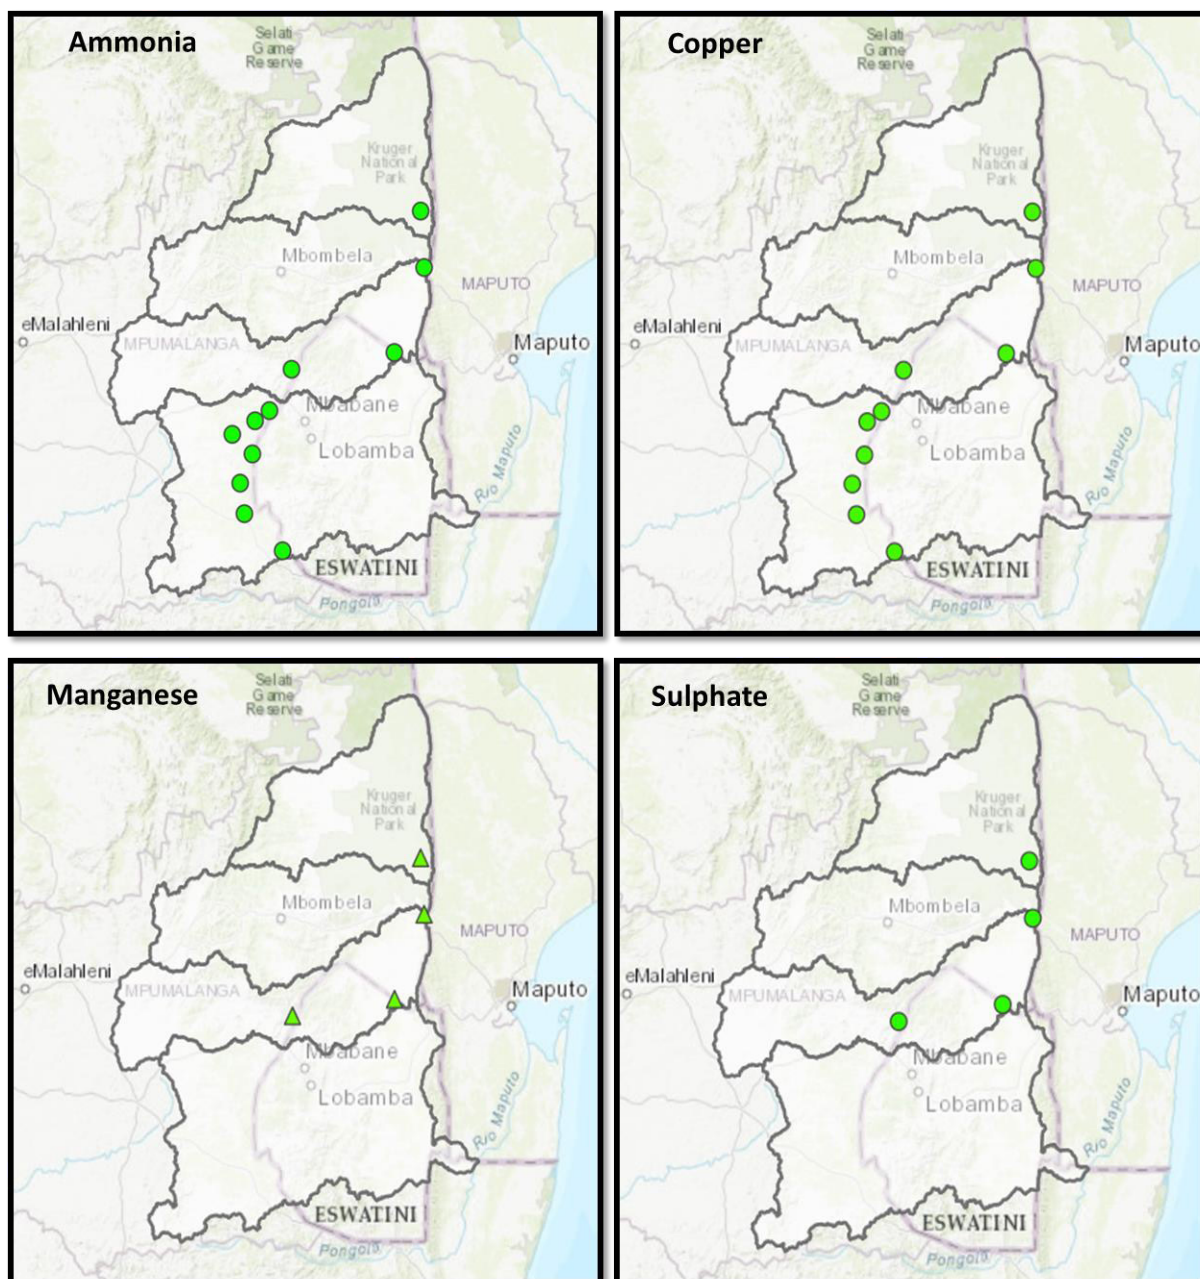 Ammonia
Selati
Game
Reserve
Kruger
National
Park
Mbombela
MAPUTO
eMalahleni
MPUMALANGA
Maputo
Mbabane
Lobamba
Rio Maputo
ESWATINI
Pongola
Copper
Selati
Game
Reserve
Kruger
National
Park
Mbombela
MAPUTO
eMalahleni
MPUMALANGA
Maputo
Mbabane
Lobamba
Rio Maputo
ESWATINI
Pongola
Manganese
Selati
Game
Reserve
Kruger
National
Park
Mbombela
MAPUTO
eMalahleni
MPUMALANGA
Maputo
Mbabane
Lobamba
Rio Maputo
ESWATINI
Pongola
Sulphate
Selati
Game
Reserve
Kruger
National
Park
Mbombela
MAPUTO
eMalahleni
MPUMALANGA
Maputo
Mbabane
Lobamba
Rio Maputo
ESWATINI
Pongola